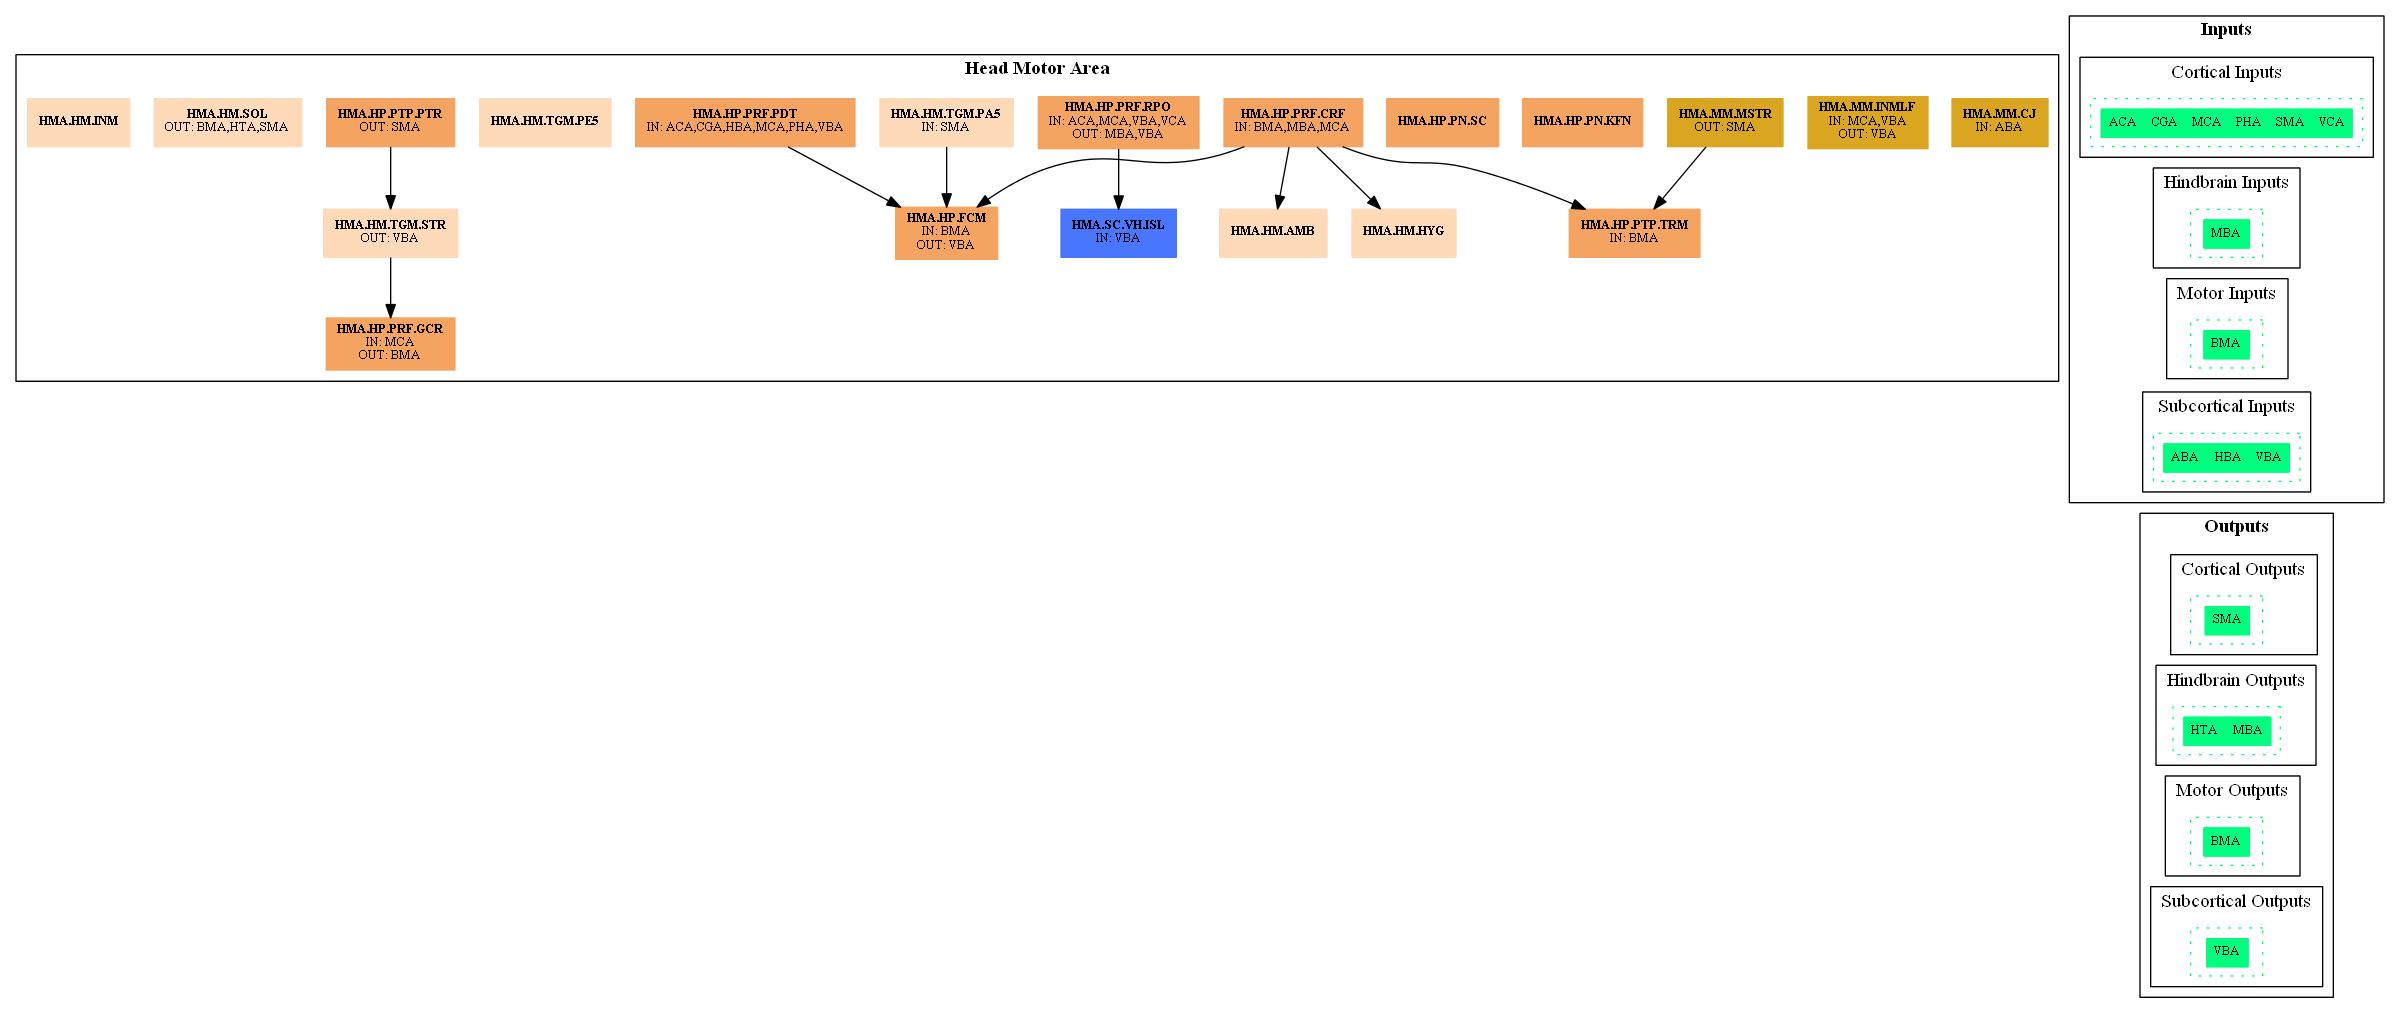 Head Motor Area
HMA.HM.INM
HMA.HM.SOL
OUT: BMA,HTA,SMA
HMA.HP.PTP.PTR
OUT: SMA
HMA.HM.TGM.PE5
HMA.HP.PRF.PDT
IN: ACA,CGA,HBA,MCA,PHA,VBA
HMA.HM.TGM.PA5
IN: SMA
HMA.HP.PRF.RPO
IN: ACA,MCA,VBA,VCA
OUT: MBA,VBA
HMA.HP.PRF.CRF
IN: BMA,MBA,MCA
HMA.HP.PN.SC
HMA.HP.PN.KFN
HMA.MM.MSTR
OUT: SMA
HMA.MM.INMLF
IN: MCA,VBA
OUT: VBA
HMA.MM.CJ
IN: ABA
HMA.HM.TGM.STR
OUT: VBA
HMA.HP.FCM
IN: BMA
OUT: VBA
HMA.SC.VH.ISL
IN: VBA
HMA.HM.AMB
HMA.HM.HYG
HMA.HP.PTP.TRM
IN: BMA
HMA.HP.PRF.GCR
IN: MCA
OUT: BMA
Inputs
Cortical Inputs
ACA CGA MCA PHA SMA VCA
Hindbrain Inputs
MBA
Motor Inputs
BMA
Subcortical Inputs
ABA HBA VBA
Outputs
Cortical Outputs
SMA
Hindbrain Outputs
HTA MBA
Motor Outputs
BMA
Subcortical Outputs
VBA